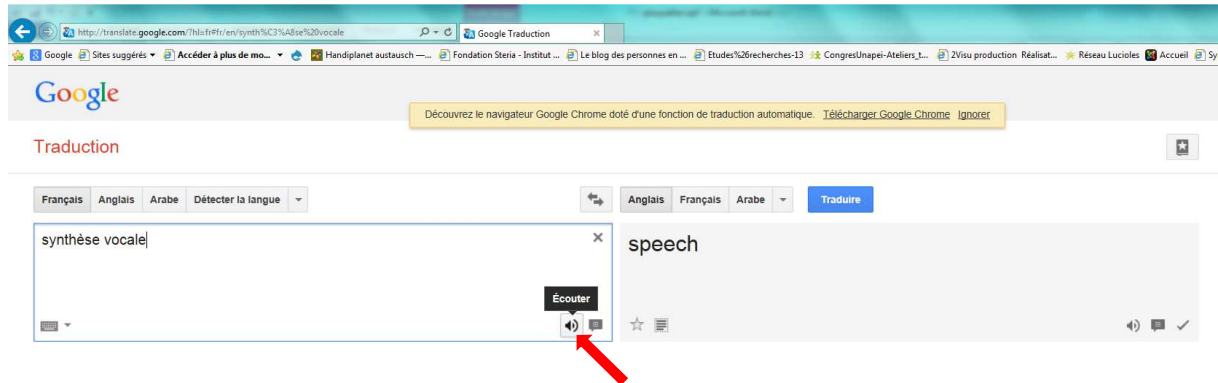 http://translate.google.com/?hl=fr#fr/en/synth%C3%A8se%20vocale
Google Traduction
Google Sites suggérés Accéder à plus de mo... Handiplanet austausch —... Fondation Steria - Institut ... Le blog des personnes en ... Etudes%26recherches-13 CongresUnapei-Ateliers_t... 2Visu production Réalisat... Réseau Lucioles Accueil Sy
Google
Découvrez le navigateur Google Chrome doté d'une fonction de traduction automatique. Télécharger Google Chrome Ignorer
Traduction
Français Anglais Arabe Détecter la langue
Anglais Français Arabe Traduire
synthèse vocale
speech
Écouter